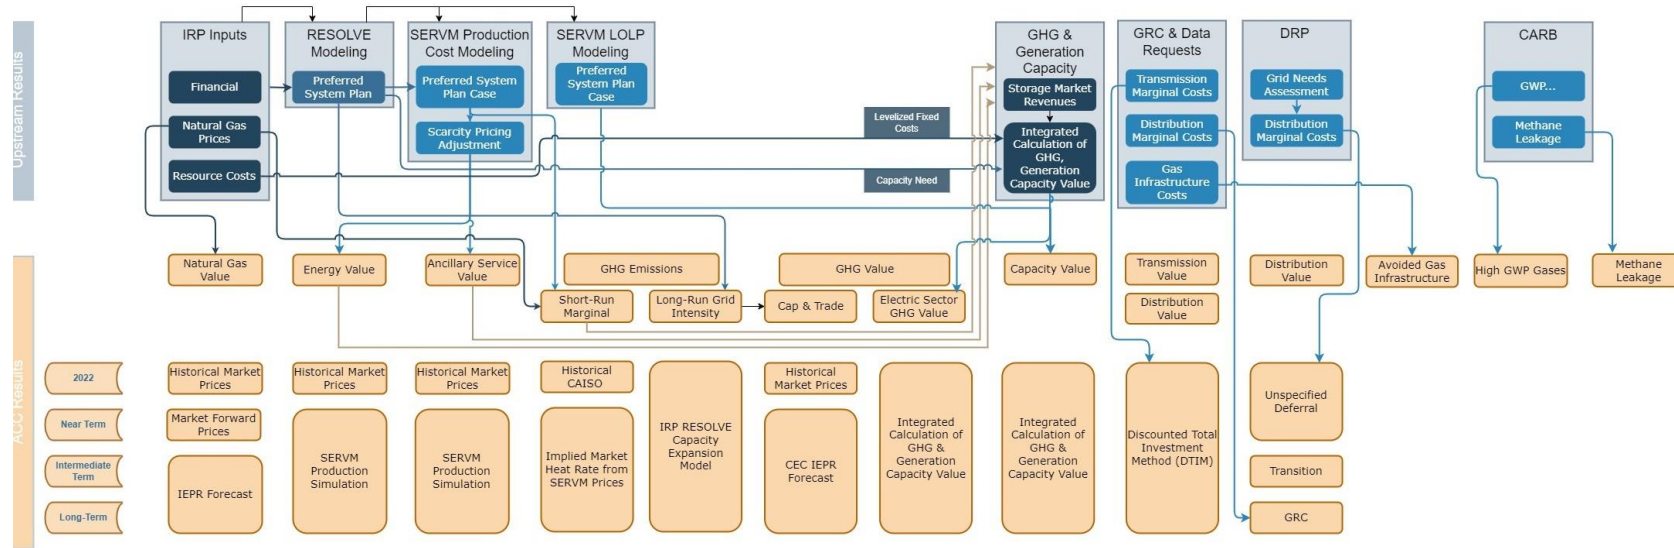 Upstream Results
IRP Inputs
Financial
Natural Gas
Prices
Resource Costs
RESOLVE
Modeling
Preferred
System Plan
SERVM Production
Cost Modeling
Preferred System
Plan Case
Scarcity Pricing
Adjustment
SERVM LOLP
Modeling
Preferred
System Plan
Case
Levelized Fixed
Costs
Capacity Need
GHG &
Generation
Capacity
Storage Market
Revenues
Integrated
Calculation of
GHG,
Generation
Capacity Value
GRC & Data
Requests
Transmission
Marginal Costs
Distribution
Marginal Costs
Gas
Infrastructure
Costs
DRP
Grid Needs
Assessment
Distribution
Marginal Costs
CARB
GWP...
Methane
Leakage
ACC Results
Natural Gas
Value
Energy Value
Ancillary Service
Value
GHG Emissions
Short-Run
Marginal
Long-Run Grid
Intensity
GHG Value
Cap & Trade
Electric Sector
GHG Value
Capacity Value
Transmission
Value
Distribution
Value
Distribution Value
Avoided Gas
Infrastructure
High GWP Gases
Methane
Leakage
2022
Near Term
Intermediate
Term
Long-Term
Historical Market
Prices
Market Forward
Prices
IEPR Forecast
Historical Market
Prices
SERVM
Production
Simulation
Historical Market
Prices
SERVM
Production
Simulation
Historical
CAISO
Implied Market
Heat Rate from
SERVM Prices
IRP RESOLVE
Capacity
Expansion
Model
Historical
Market Prices
CEC IEPR
Forecast
Integrated
Calculation of
GHG &
Generation
Capacity Value
Integrated
Calculation of
GHG &
Generation
Capacity Value
Discounted Total
Investment
Method (DTIM)
Unspecified
Deferral
Transition
GRC